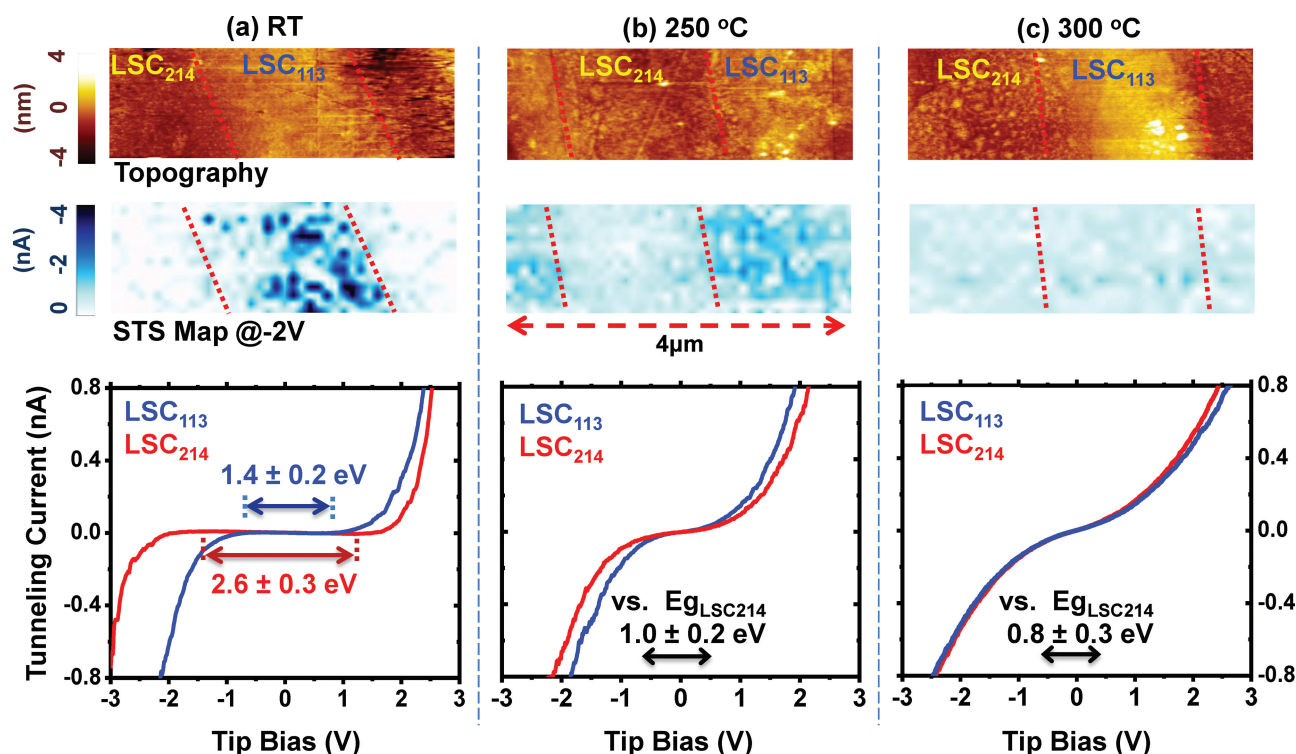 (a) RT
(b) 250 °C
(c) 300 °C
4
0
-4
(nm)
LSC214
LSC113
Topography
LSC214
LSC113
LSC214
LSC113
-4
-2
0
(nA)
STS Map @-2V
4µm
Tunneling Current (nA)
0.8
0.4
0.0
-0.4
-0.8
LSC113
LSC214
1.4 ± 0.2 eV
2.6 ± 0.3 eV
-3 -2 -1 0 1 2 3
Tip Bias (V)
LSC113
LSC214
vs. EgLSC214
1.0 ± 0.2 eV
-3 -2 -1 0 1 2 3
Tip Bias (V)
LSC113
LSC214
vs. EgLSC214
0.8 ± 0.3 eV
0.8
0.4
0.0
-0.4
-0.8
-3 -2 -1 0 1 2 3
Tip Bias (V)